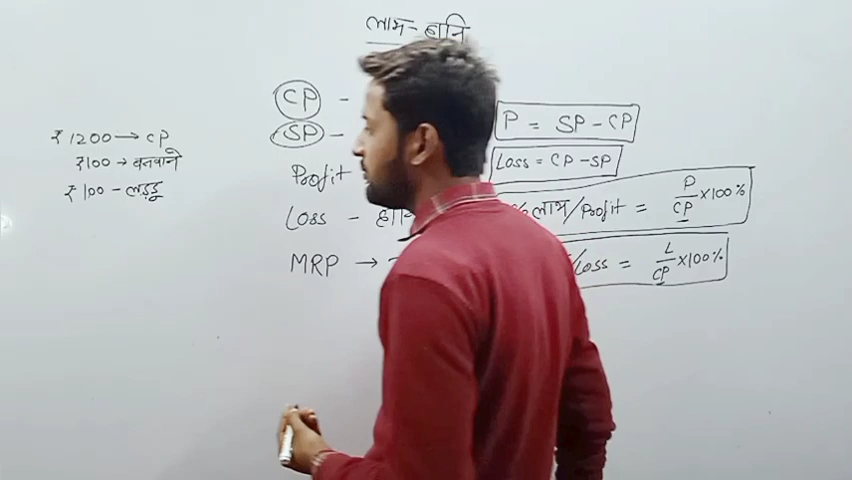 लाभ - हानि
₹1200 → CP
₹100 → बनवाने
₹100 - लड्डू
CP -
SP -
Profit
Loss -
MRP →
P = SP - CP
Loss = CP - SP
% लाभ/Profit = P/CP × 100%
/Loss = L/CP × 100%